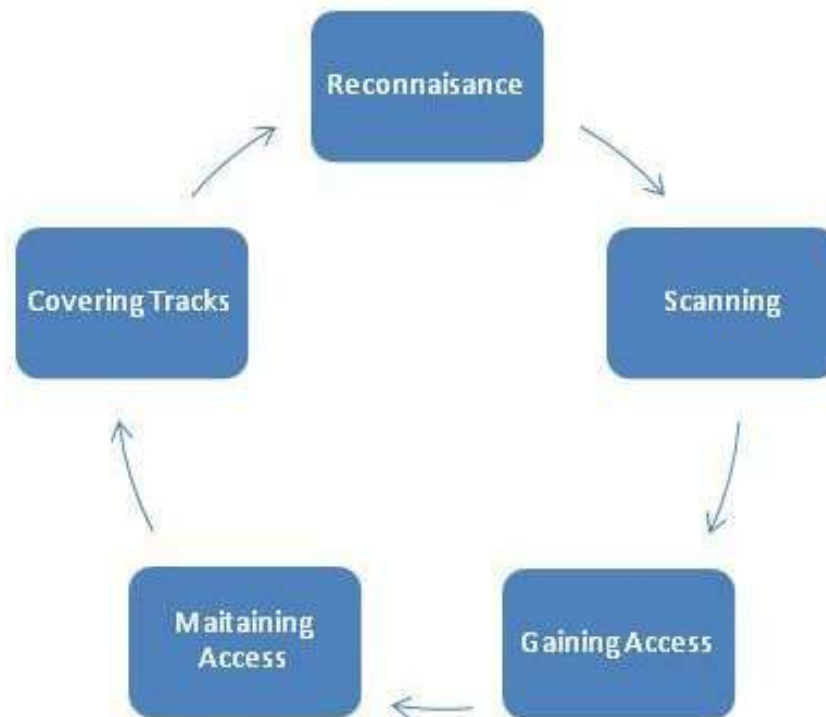 Reconnaisance
Scanning
Gaining Access
Maitaining
Access
Covering Tracks